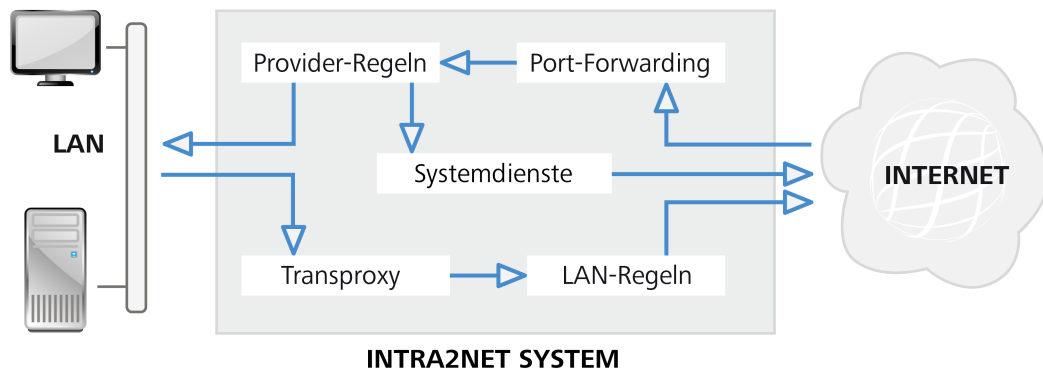 Provider-Regeln
Port-Forwarding
LAN
Systemdienste
INTERNET
Transproxy
LAN-Regeln
INTRA2NET SYSTEM